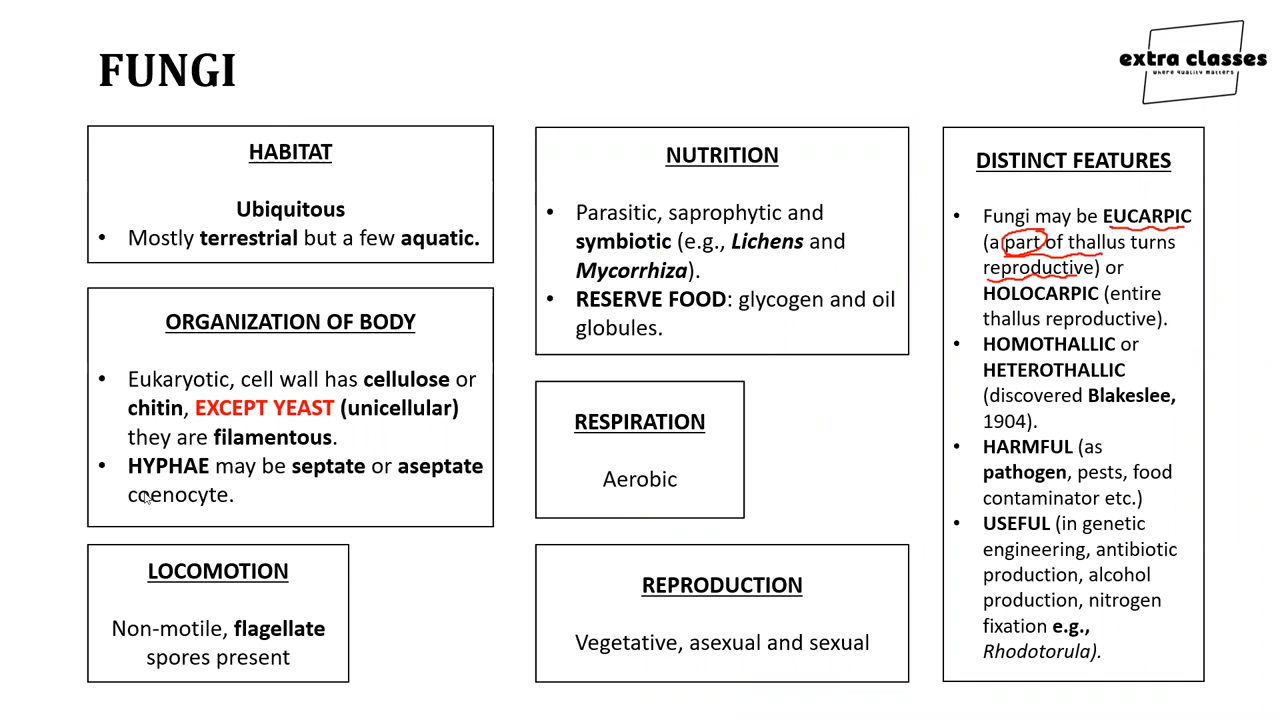 FUNGI
extra classes
where quality matters
HABITAT
Ubiquitous
• Mostly terrestrial but a few aquatic.
ORGANIZATION OF BODY
• Eukaryotic, cell wall has cellulose or
chitin, EXCEPT YEAST (unicellular)
they are filamentous.
• HYPHAE may be septate or aseptate
coenocyte.
LOCOMOTION
Non-motile, flagellate
spores present
NUTRITION
• Parasitic, saprophytic and
symbiotic (e.g., Lichens and
Mycorrhiza).
• RESERVE FOOD: glycogen and oil
globules.
RESPIRATION
Aerobic
REPRODUCTION
Vegetative, asexual and sexual
DISTINCT FEATURES
• Fungi may be EUCARPIC
(a part of thallus turns
reproductive) or
HOLOCARPIC (entire
thallus reproductive).
• HOMOTHALLIC or
HETEROTHALLIC
(discovered Blakeslee,
1904).
• HARMFUL (as
pathogen, pests, food
contaminator etc.)
• USEFUL (in genetic
engineering, antibiotic
production, alcohol
production, nitrogen
fixation e.g.,
Rhodotorula).